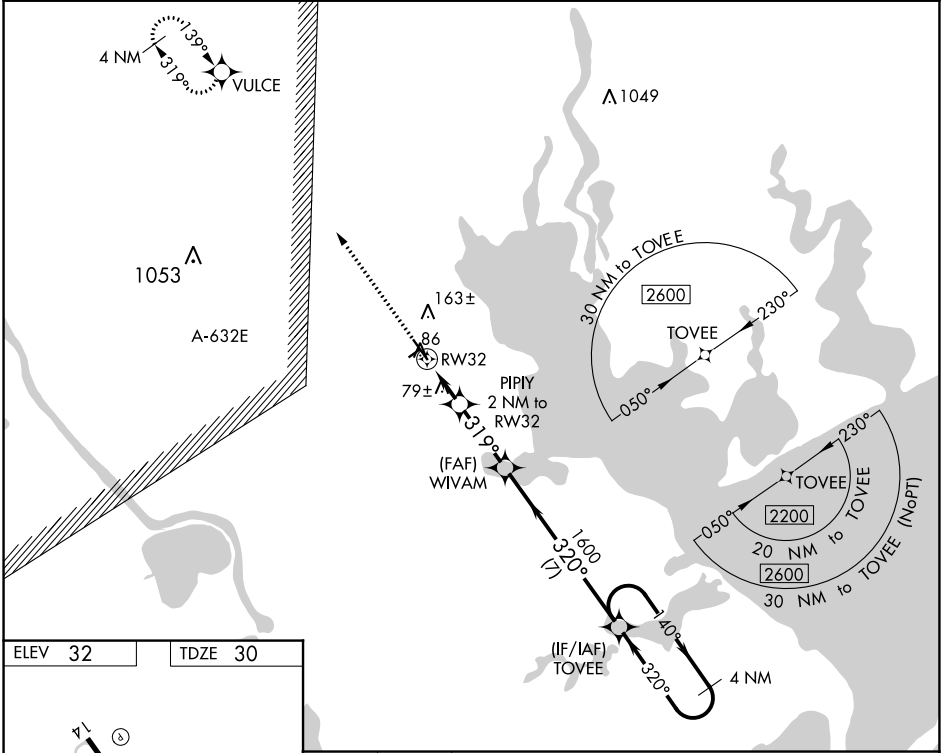 139°
4 NM
319°
VULCE
1049
1053
A-632E
30 NM to TOVEE
2600
230°
TOVEE
050°
163±
86
RW32
79±
PIPIY
2 NM to
RW32
319°
(FAF)
WIVAM
230°
TOVEE
050°
2200
20 NM to TOVEE
2600
30 NM to TOVEE (NoPT)
1600
320°
(7)
140°
(IF/IAF)
TOVEE
320°
4 NM
ELEV 32
TDZE 30
14
P